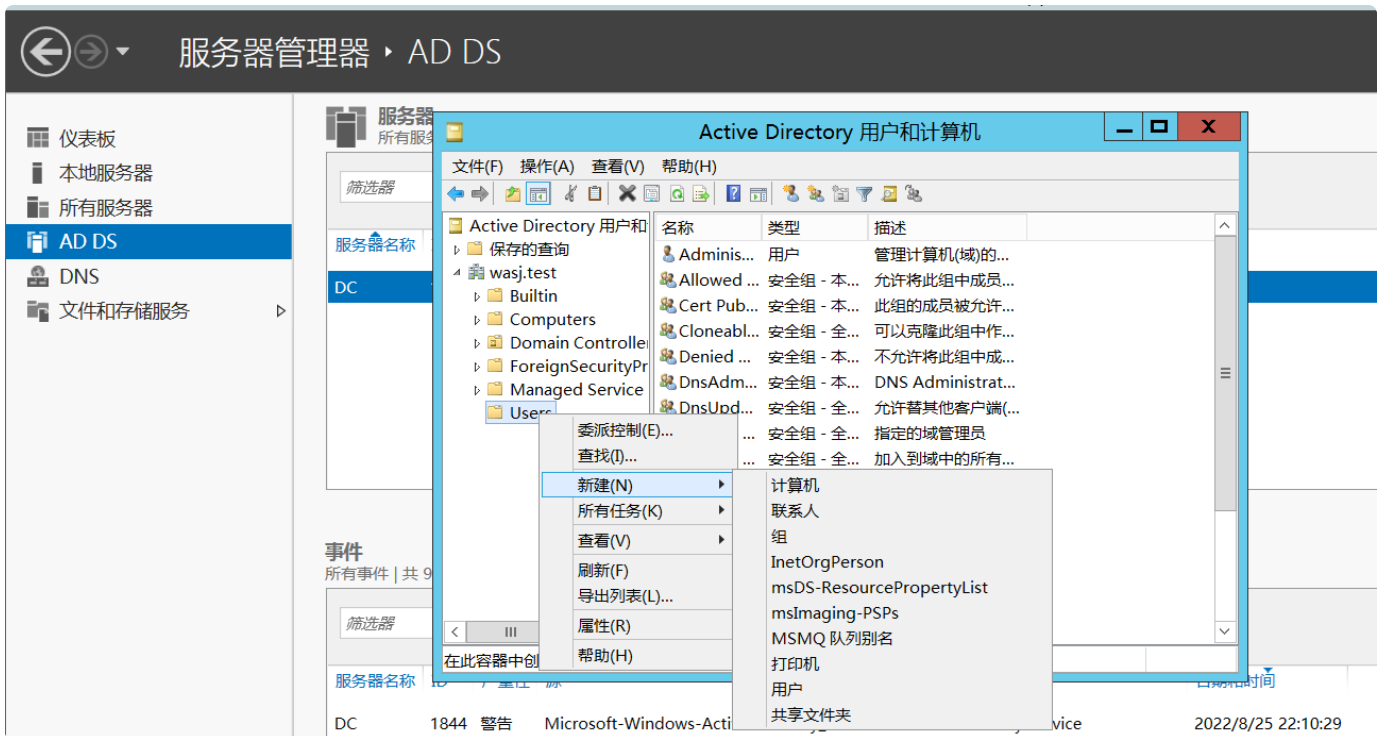 服务器管理器 ‣ AD DS
仪表板
本地服务器
所有服务器
AD DS
DNS
文件和存储服务
服务器
筛选器
服务器名称
DC
Active Directory 用户和计算机
文件(F) 操作(A) 查看(V) 帮助(H)
Active Directory 用户和
保存的查询
wasj.test
Builtin
Computers
Domain Controlle
ForeignSecurityPr
Managed Service
Users
名称 类型 描述
Adminis... 用户 管理计算机(域)的...
Allowed ... 安全组 - 本... 允许将此组中成员...
Cert Pub... 安全组 - 本... 此组的成员被允许...
Cloneabl... 安全组 - 全... 可以克隆此组中作...
Denied ... 安全组 - 本... 不允许将此组中成...
DnsAdm... 安全组 - 本... DNS Administrat...
DnsUpd... 安全组 - 全... 允许替其他客户端(...
... 安全组 - 全... 指定的域管理员
... 安全组 - 全... 加入到域中的所有...
委派控制(E)...
查找(I)...
新建(N)
所有任务(K)
查看(V)
刷新(F)
导出列表(L)...
属性(R)
帮助(H)
计算机
联系人
组
InetOrgPerson
msDS-ResourcePropertyList
msImaging-PSPs
MSMQ 队列别名
打印机
用户
共享文件夹
在此容器中创
事件
所有事件 | 共 9
筛选器
服务器名称 日期和时间
DC 1844 警告 Microsoft-Windows-Acti vice 2022/8/25 22:10:29